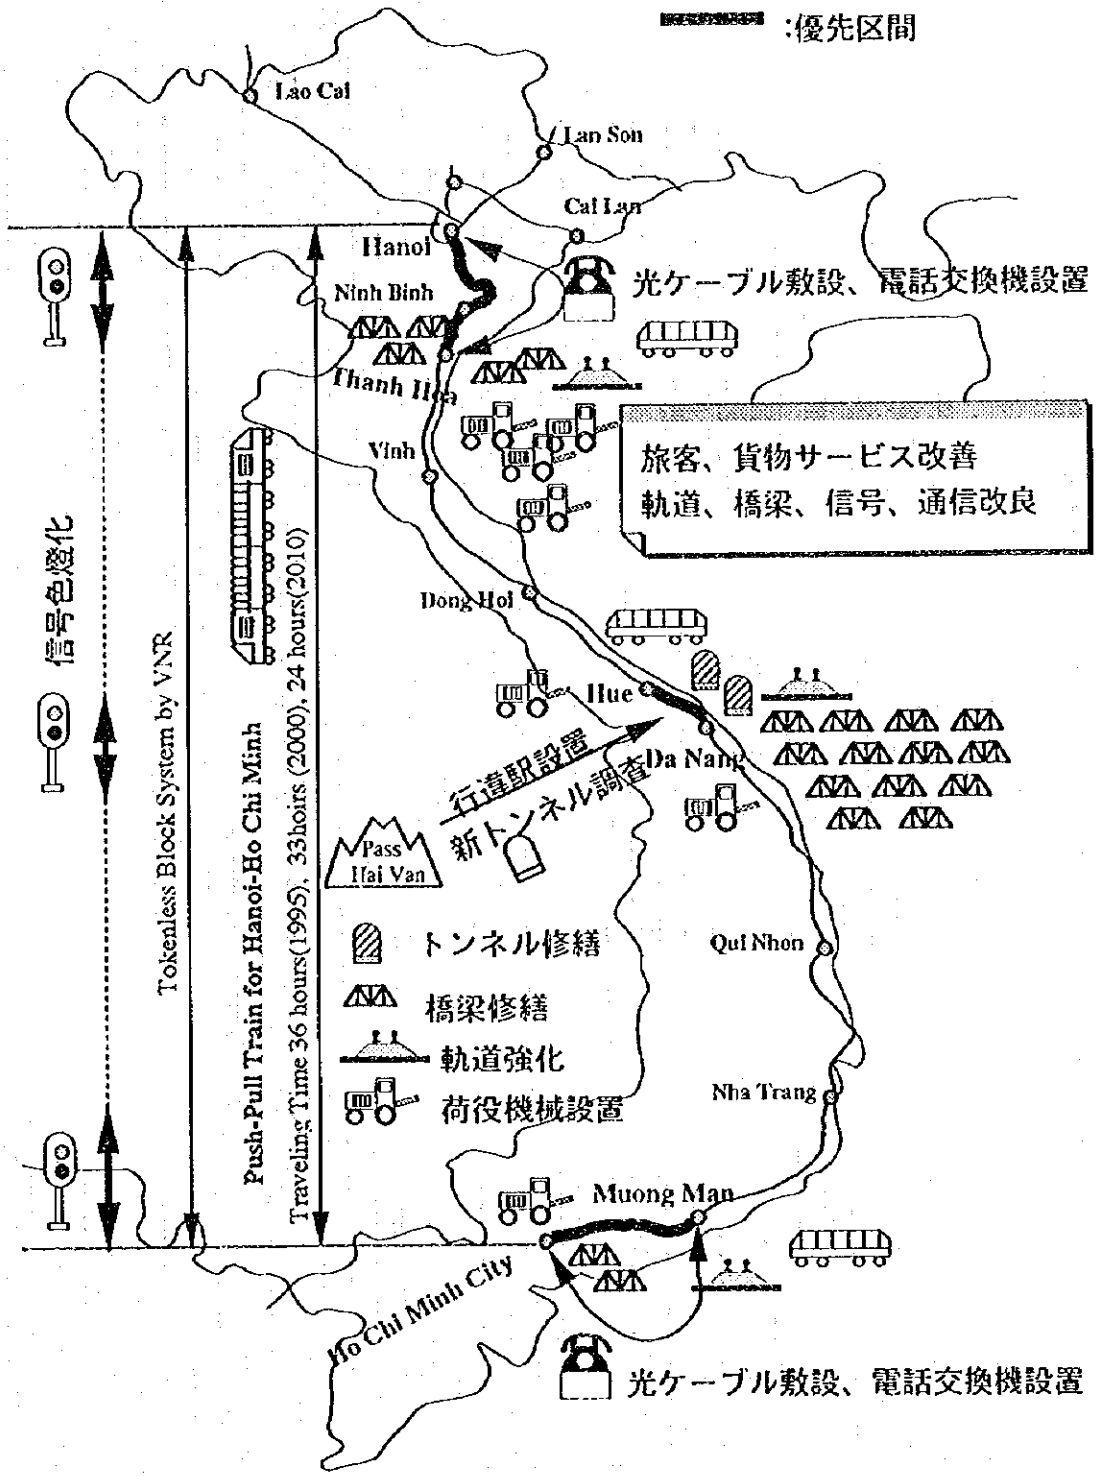 :優先区間
Lao Cai
Lan Son
Cai Lan
Hanoi
光ケーブル敷設、電話交換機設置
Ninh Binh
Thanh Hoa
旅客、貨物サービス改善
軌道、橋梁、信号、通信改良
Vinh
信号色燈化
Tokenless Block System by VNR
Push-Pull Train for Hanoi-Ho Chi Minh
Traveling Time 36 hours(1995), 33hoirs (2000), 24 hours(2010)
Dong Hoi
Hue
Da Nang
行違駅設置
新トンネル調査
Pass
Hai Van
トンネル修繕
橋梁修繕
軌道強化
荷役機械設置
Qui Nhon
Nha Trang
Muong Man
Ho Chi Minh City
光ケーブル敷設、電話交換機設置